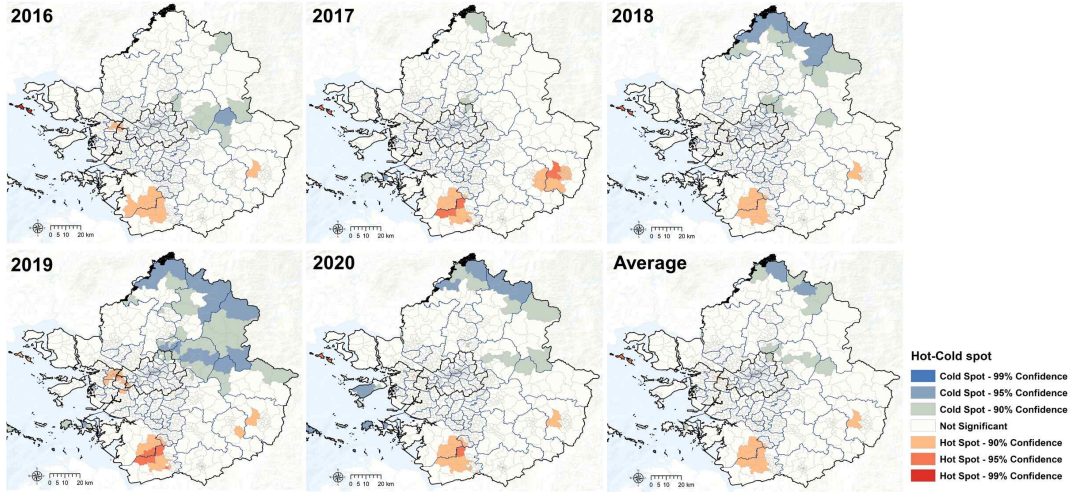 2016
0 5 10 20 km
2017
0 5 10 20 km
2018
0 5 10 20 km
2019
0 5 10 20 km
2020
0 5 10 20 km
Average
0 5 10 20 km
Hot-Cold spot
Cold Spot - 99% Confidence
Cold Spot - 95% Confidence
Cold Spot - 90% Confidence
Not Significant
Hot Spot - 90% Confidence
Hot Spot - 95% Confidence
Hot Spot - 99% Confidence